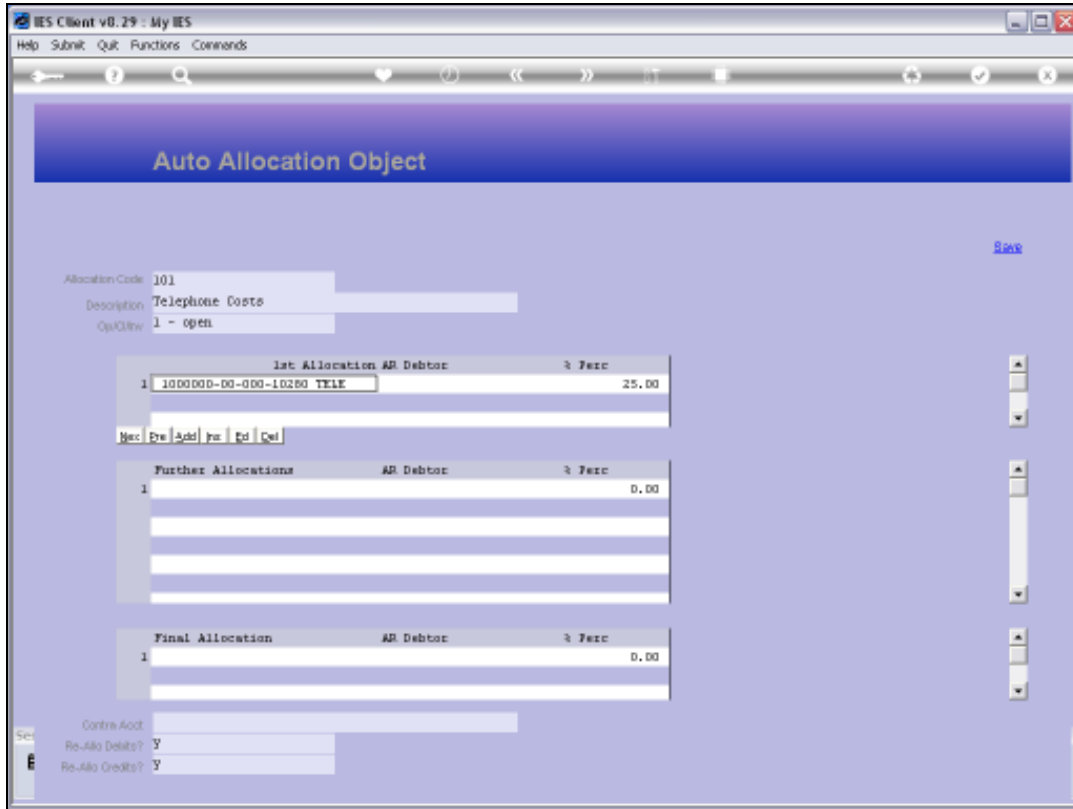 IES Client v8.29 : My IES
Help Submit Quit Functions Commands
Auto Allocation Object
Save
Allocation Code 101
Description Telephone Costs
Op/Cl/Inv 1 - open
1st Allocation AR Debtor % Perc
1 1000000-00-000-10280 TELE 25.00
Nex Pre Add Ins Ed Del
Further Allocations AR Debtor % Perc
1 0.00
Final Allocation AR Debtor % Perc
1 0.00
Contra Acct
Re-Allo Debits? Y
Re-Allo Credits? Y